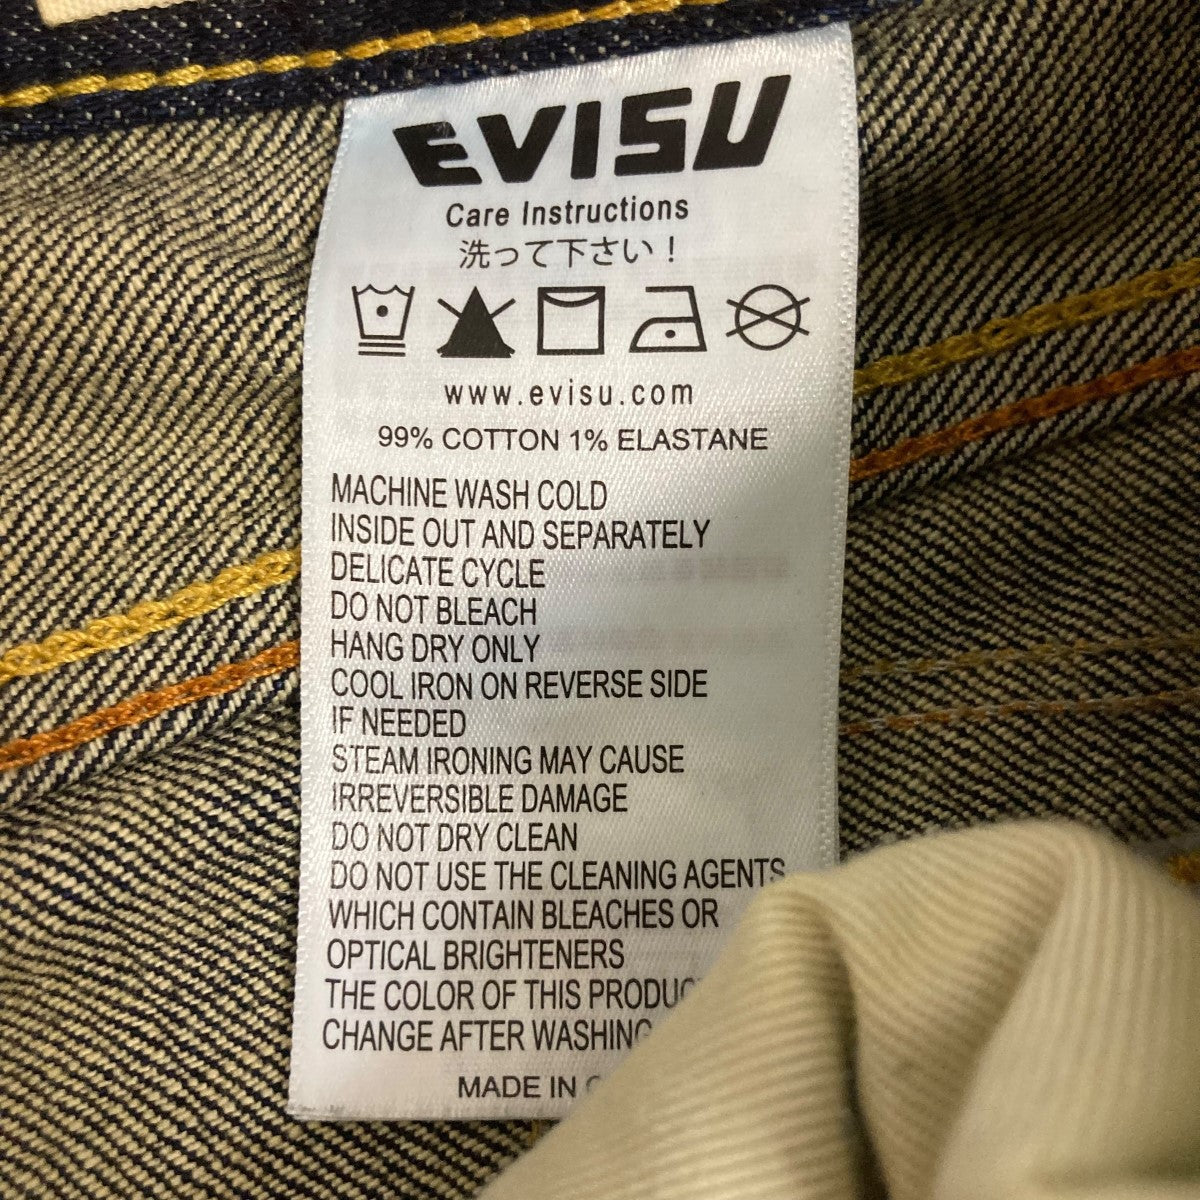 EVISU
Care Instructions
洗って下さい！
www.evisu.com
99% COTTON 1% ELASTANE
MACHINE WASH COLD
INSIDE OUT AND SEPARATELY
DELICATE CYCLE
DO NOT BLEACH
HANG DRY ONLY
COOL IRON ON REVERSE SIDE
IF NEEDED
STEAM IRONING MAY CAUSE
IRREVERSIBLE DAMAGE
DO NOT DRY CLEAN
DO NOT USE THE CLEANING AGENTS
WHICH CONTAIN BLEACHES OR
OPTICAL BRIGHTENERS
THE COLOR OF THIS
CHANGE AFTER WASHING
MADE IN